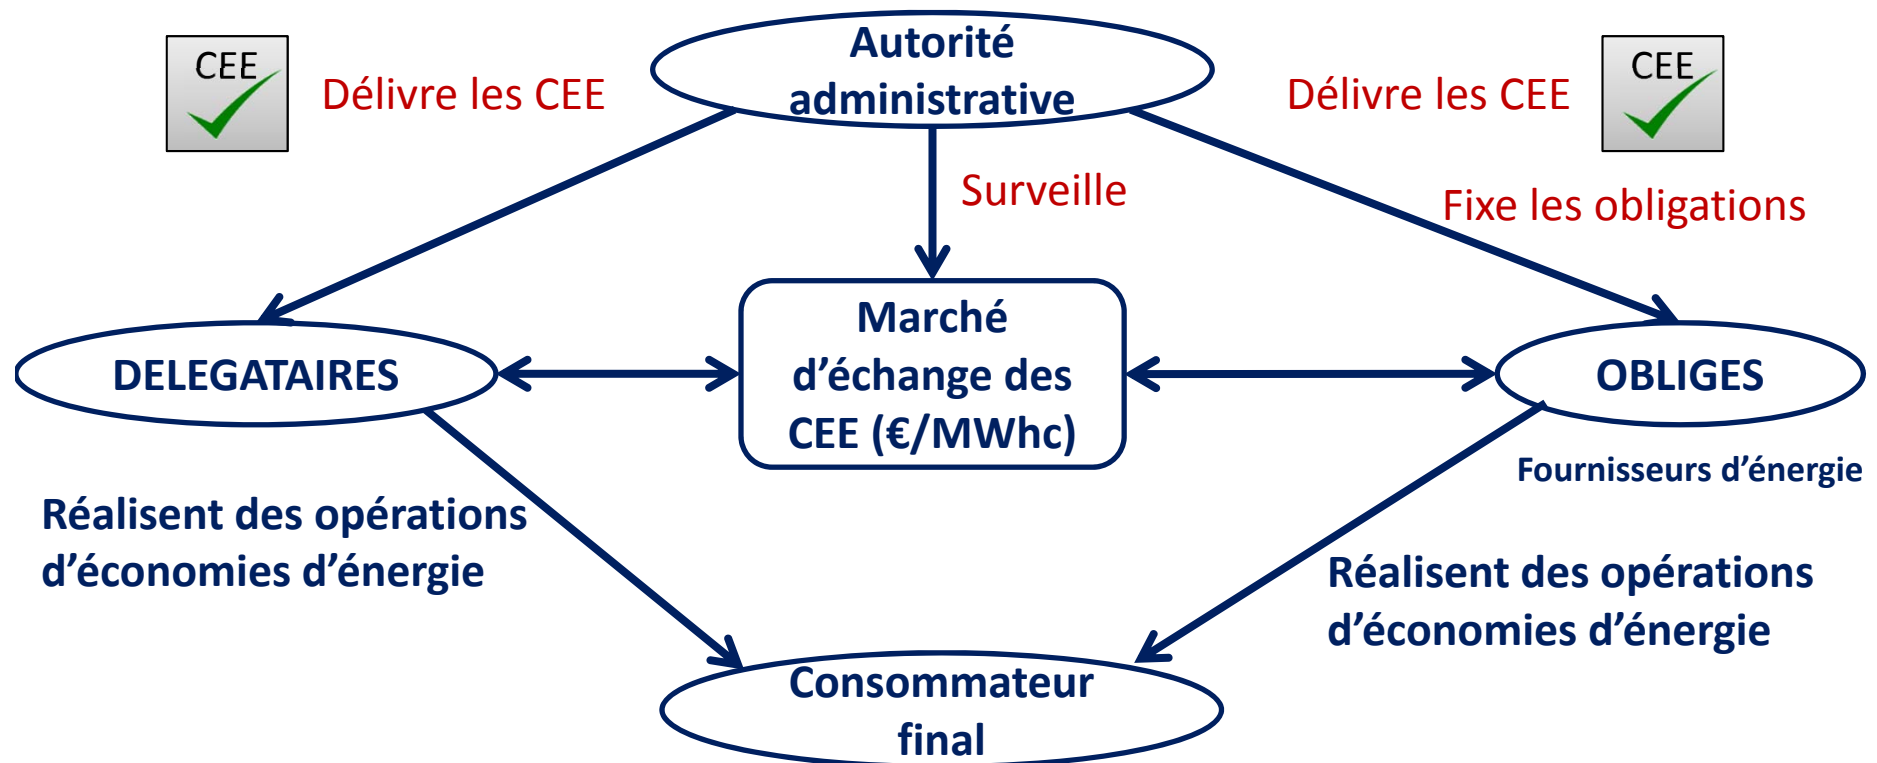 CEE
Délivre les CEE
Autorité
administrative
Délivre les CEE
CEE
Surveille
Fixe les obligations
DELEGATAIRES
Marché
d’échange des
CEE (€/MWhc)
OBLIGES
Fournisseurs d’énergie
Réalisent des opérations
d’économies d’énergie
Réalisent des opérations
d’économies d’énergie
Consommateur
final